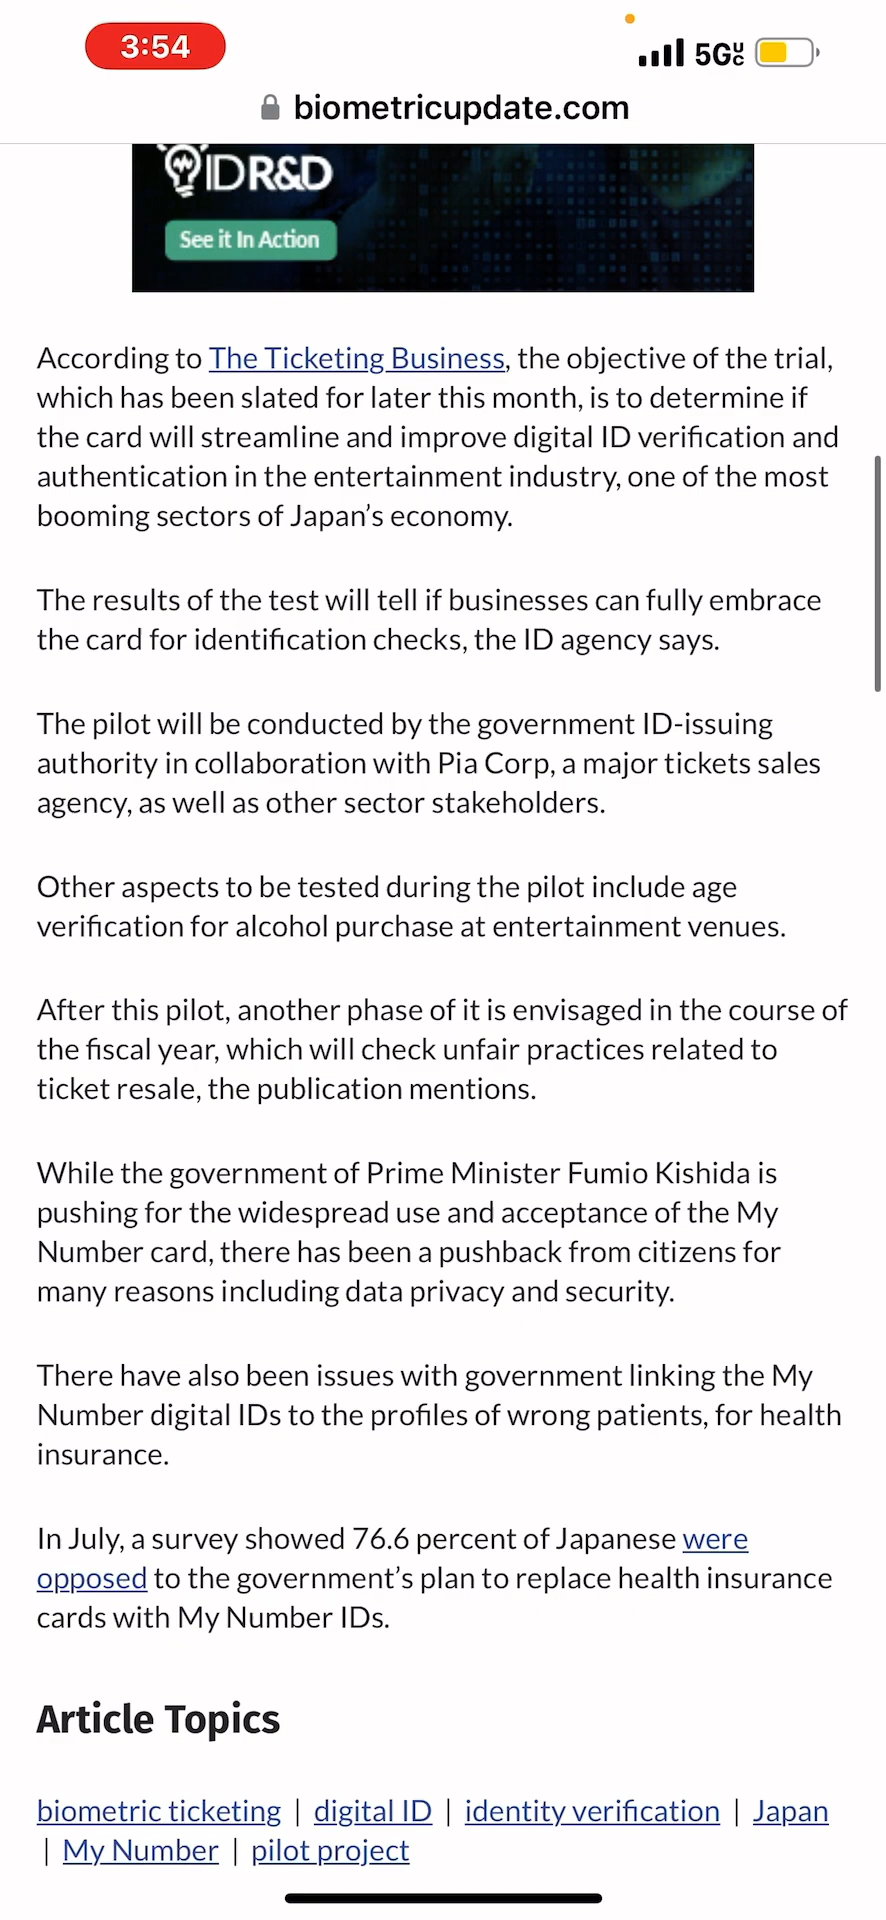 3:54
5GUC
biometricupdate.com
IDR&D
See it In Action
According to The Ticketing Business, the objective of the trial,
which has been slated for later this month, is to determine if
the card will streamline and improve digital ID verification and
authentication in the entertainment industry, one of the most
booming sectors of Japan’s economy.
The results of the test will tell if businesses can fully embrace
the card for identification checks, the ID agency says.
The pilot will be conducted by the government ID-issuing
authority in collaboration with Pia Corp, a major tickets sales
agency, as well as other sector stakeholders.
Other aspects to be tested during the pilot include age
verification for alcohol purchase at entertainment venues.
After this pilot, another phase of it is envisaged in the course of
the fiscal year, which will check unfair practices related to
ticket resale, the publication mentions.
While the government of Prime Minister Fumio Kishida is
pushing for the widespread use and acceptance of the My
Number card, there has been a pushback from citizens for
many reasons including data privacy and security.
There have also been issues with government linking the My
Number digital IDs to the profiles of wrong patients, for health
insurance.
In July, a survey showed 76.6 percent of Japanese were
opposed to the government’s plan to replace health insurance
cards with My Number IDs.
Article Topics
biometric ticketing | digital ID | identity verification | Japan
| My Number | pilot project